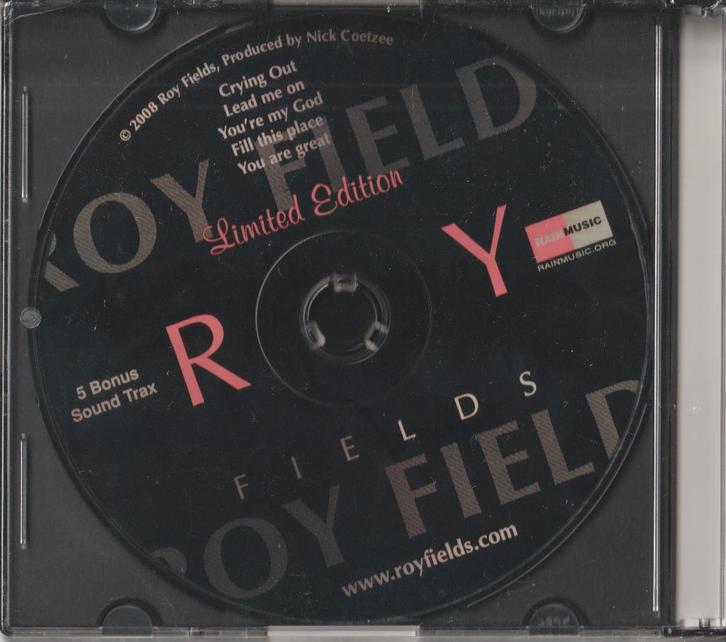 © 2008 Roy Fields, Produced by Nick Coetzee
Crying Out
Lead me on
You're my God
Fill this place
You are great
ROY FIELD
Limited Edition
R Y
RAINMUSIC
RAINMUSIC.ORG
5 Bonus
Sound Trax
FIELDS
ROY FIELD
www.royfields.com